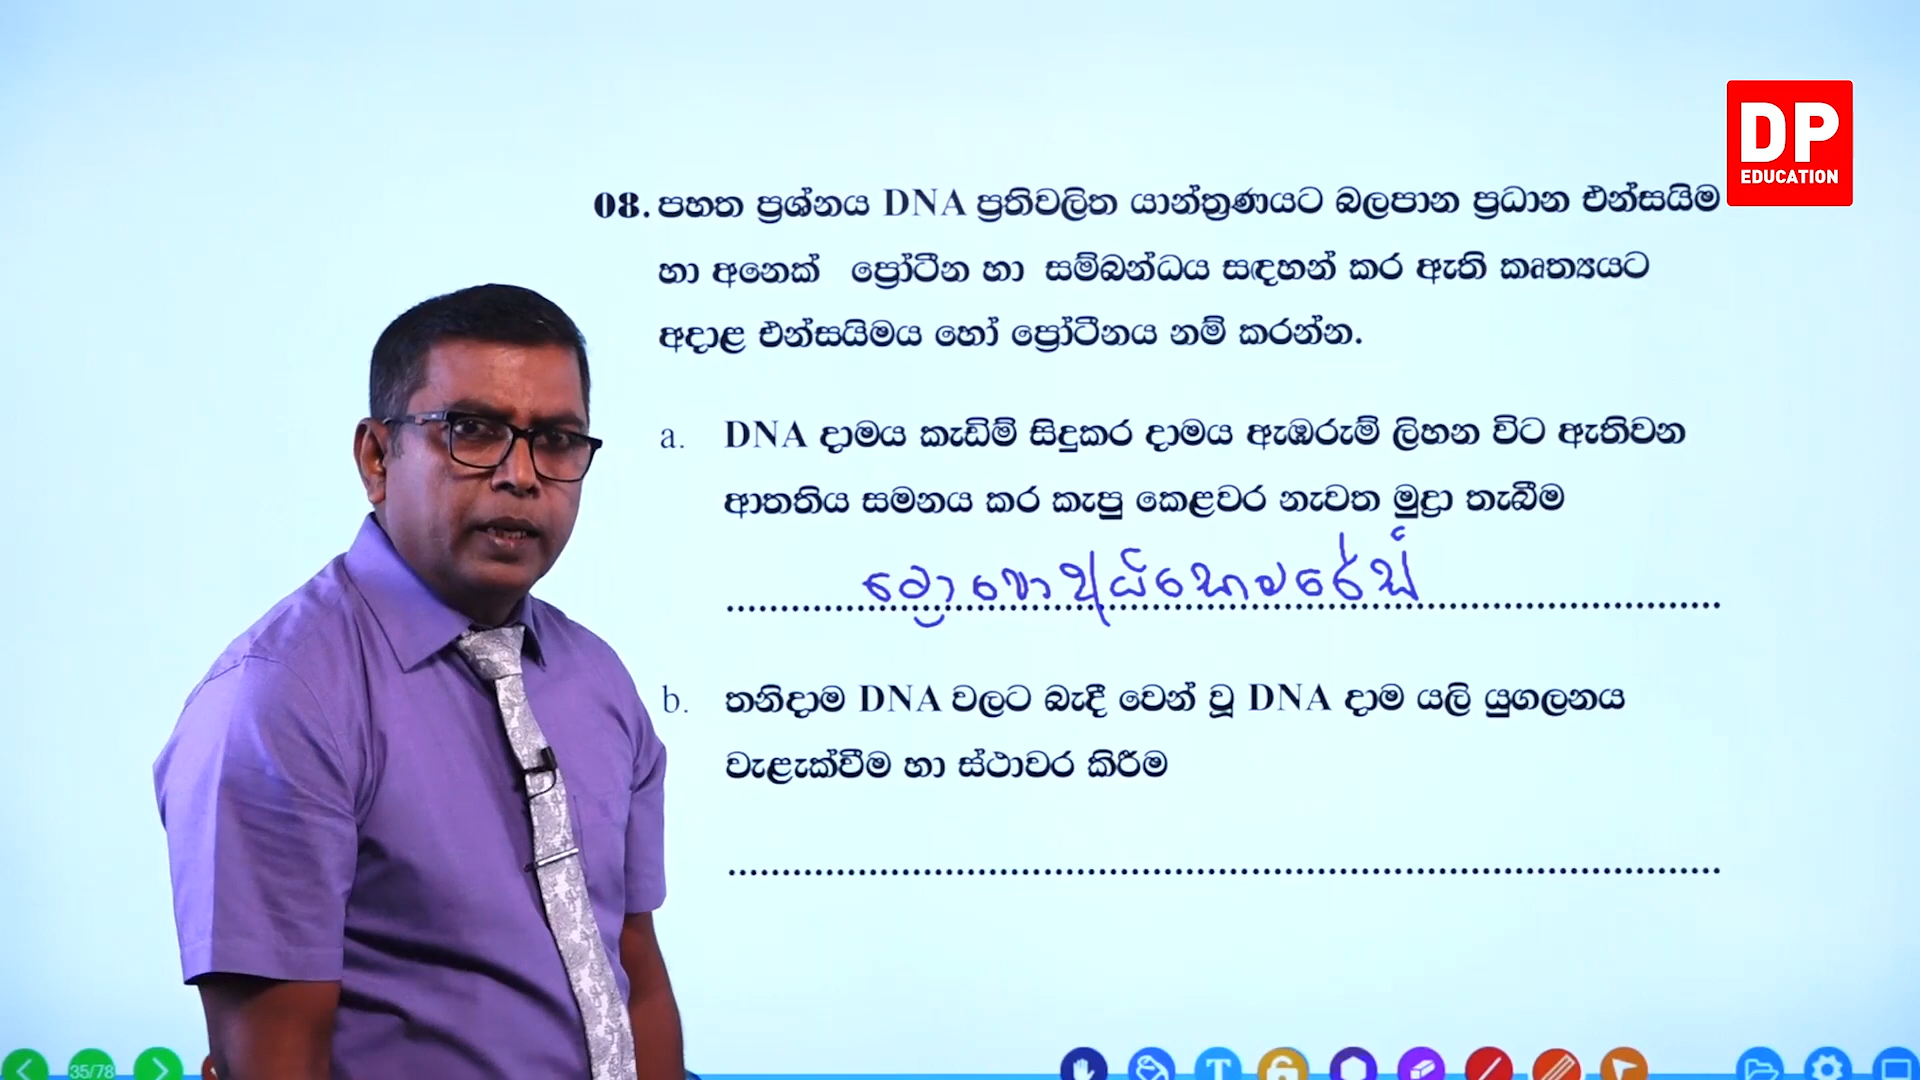 DP
EDUCATION
08. පහත ප්‍රශ්නය DNA ප්‍රතිවලිත යාන්ත්‍රණයට බලපාන ප්‍රධාන එන්සයිම
හා අනෙක් ප්‍රෝටීන හා සම්බන්ධය සඳහන් කර ඇති කෘත්‍යයට
අදාළ එන්සයිමය හෝ ප්‍රෝටීනය නම් කරන්න.
a. DNA දාමය කැඩිම් සිදුකර දාමය ඇඹරුම් ලිහන විට ඇතිවන
ආතතිය සමනය කර කැපු කෙළවර නැවත මුද්‍රා තැබීම
b. තනිදාම DNA වලට බැදී වෙන් වූ DNA දාම යලි යුගලනය
වැළැක්වීම හා ස්ථාවර කිරීම
35/78